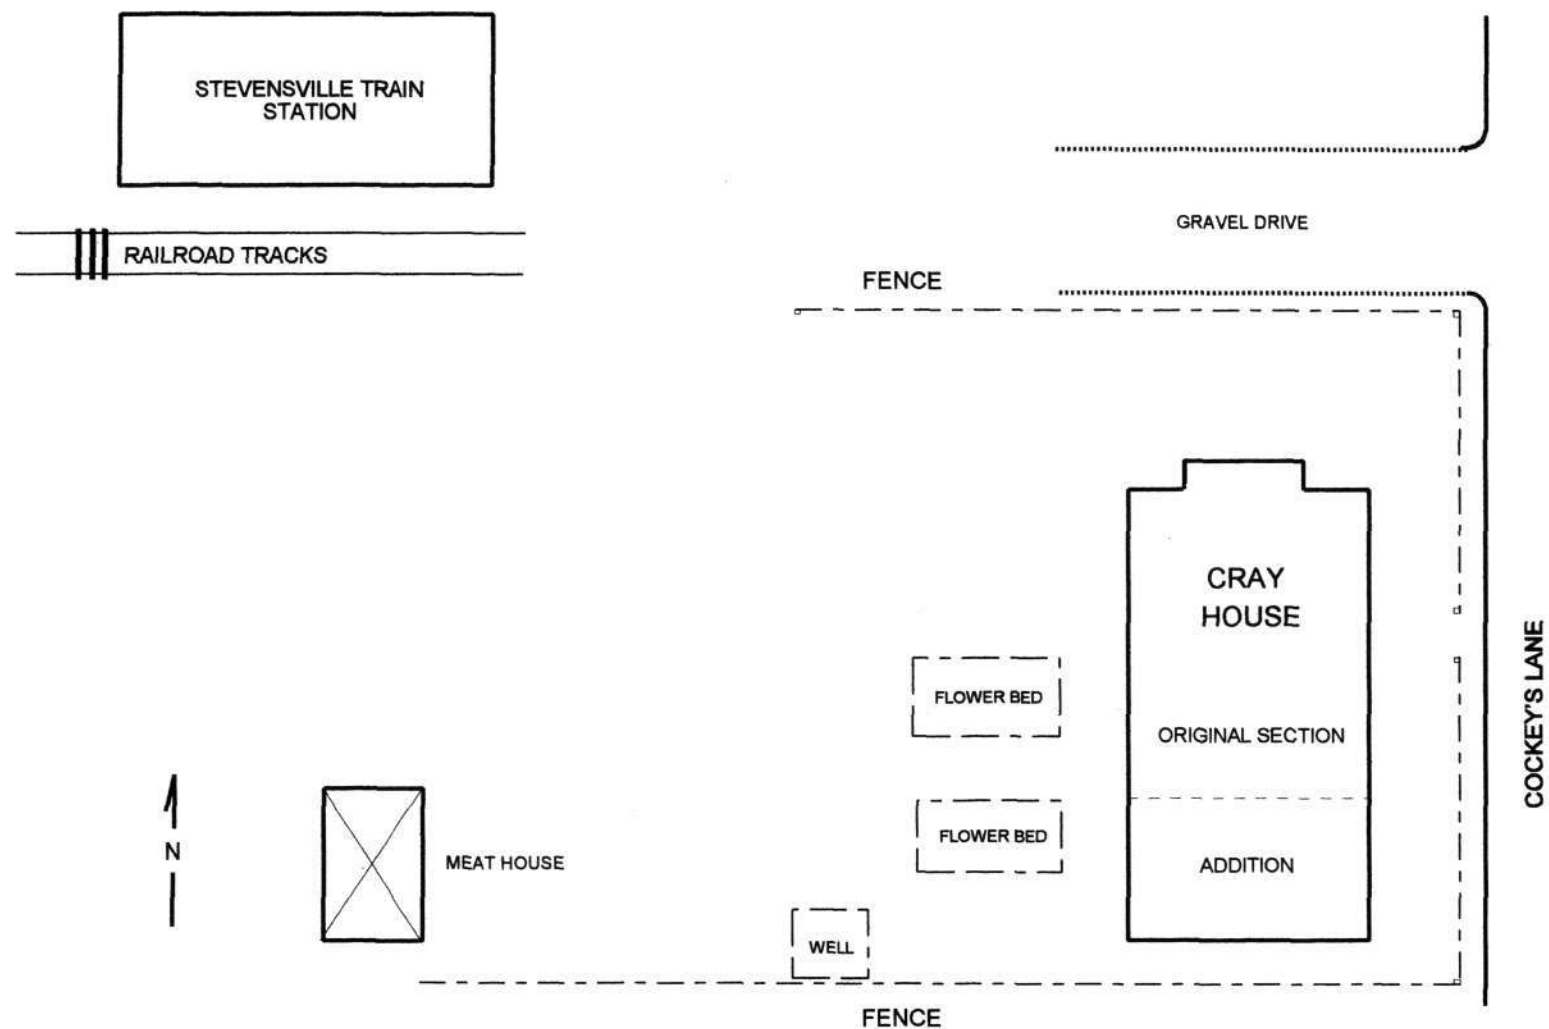 STEVENSVILLE TRAIN
STATION
GRAVEL DRIVE
RAILROAD TRACKS
FENCE
CRAY
HOUSE
COCKEY'S LANE
FLOWER BED
ORIGINAL SECTION
FLOWER BED
N
MEAT HOUSE
ADDITION
WELL
FENCE